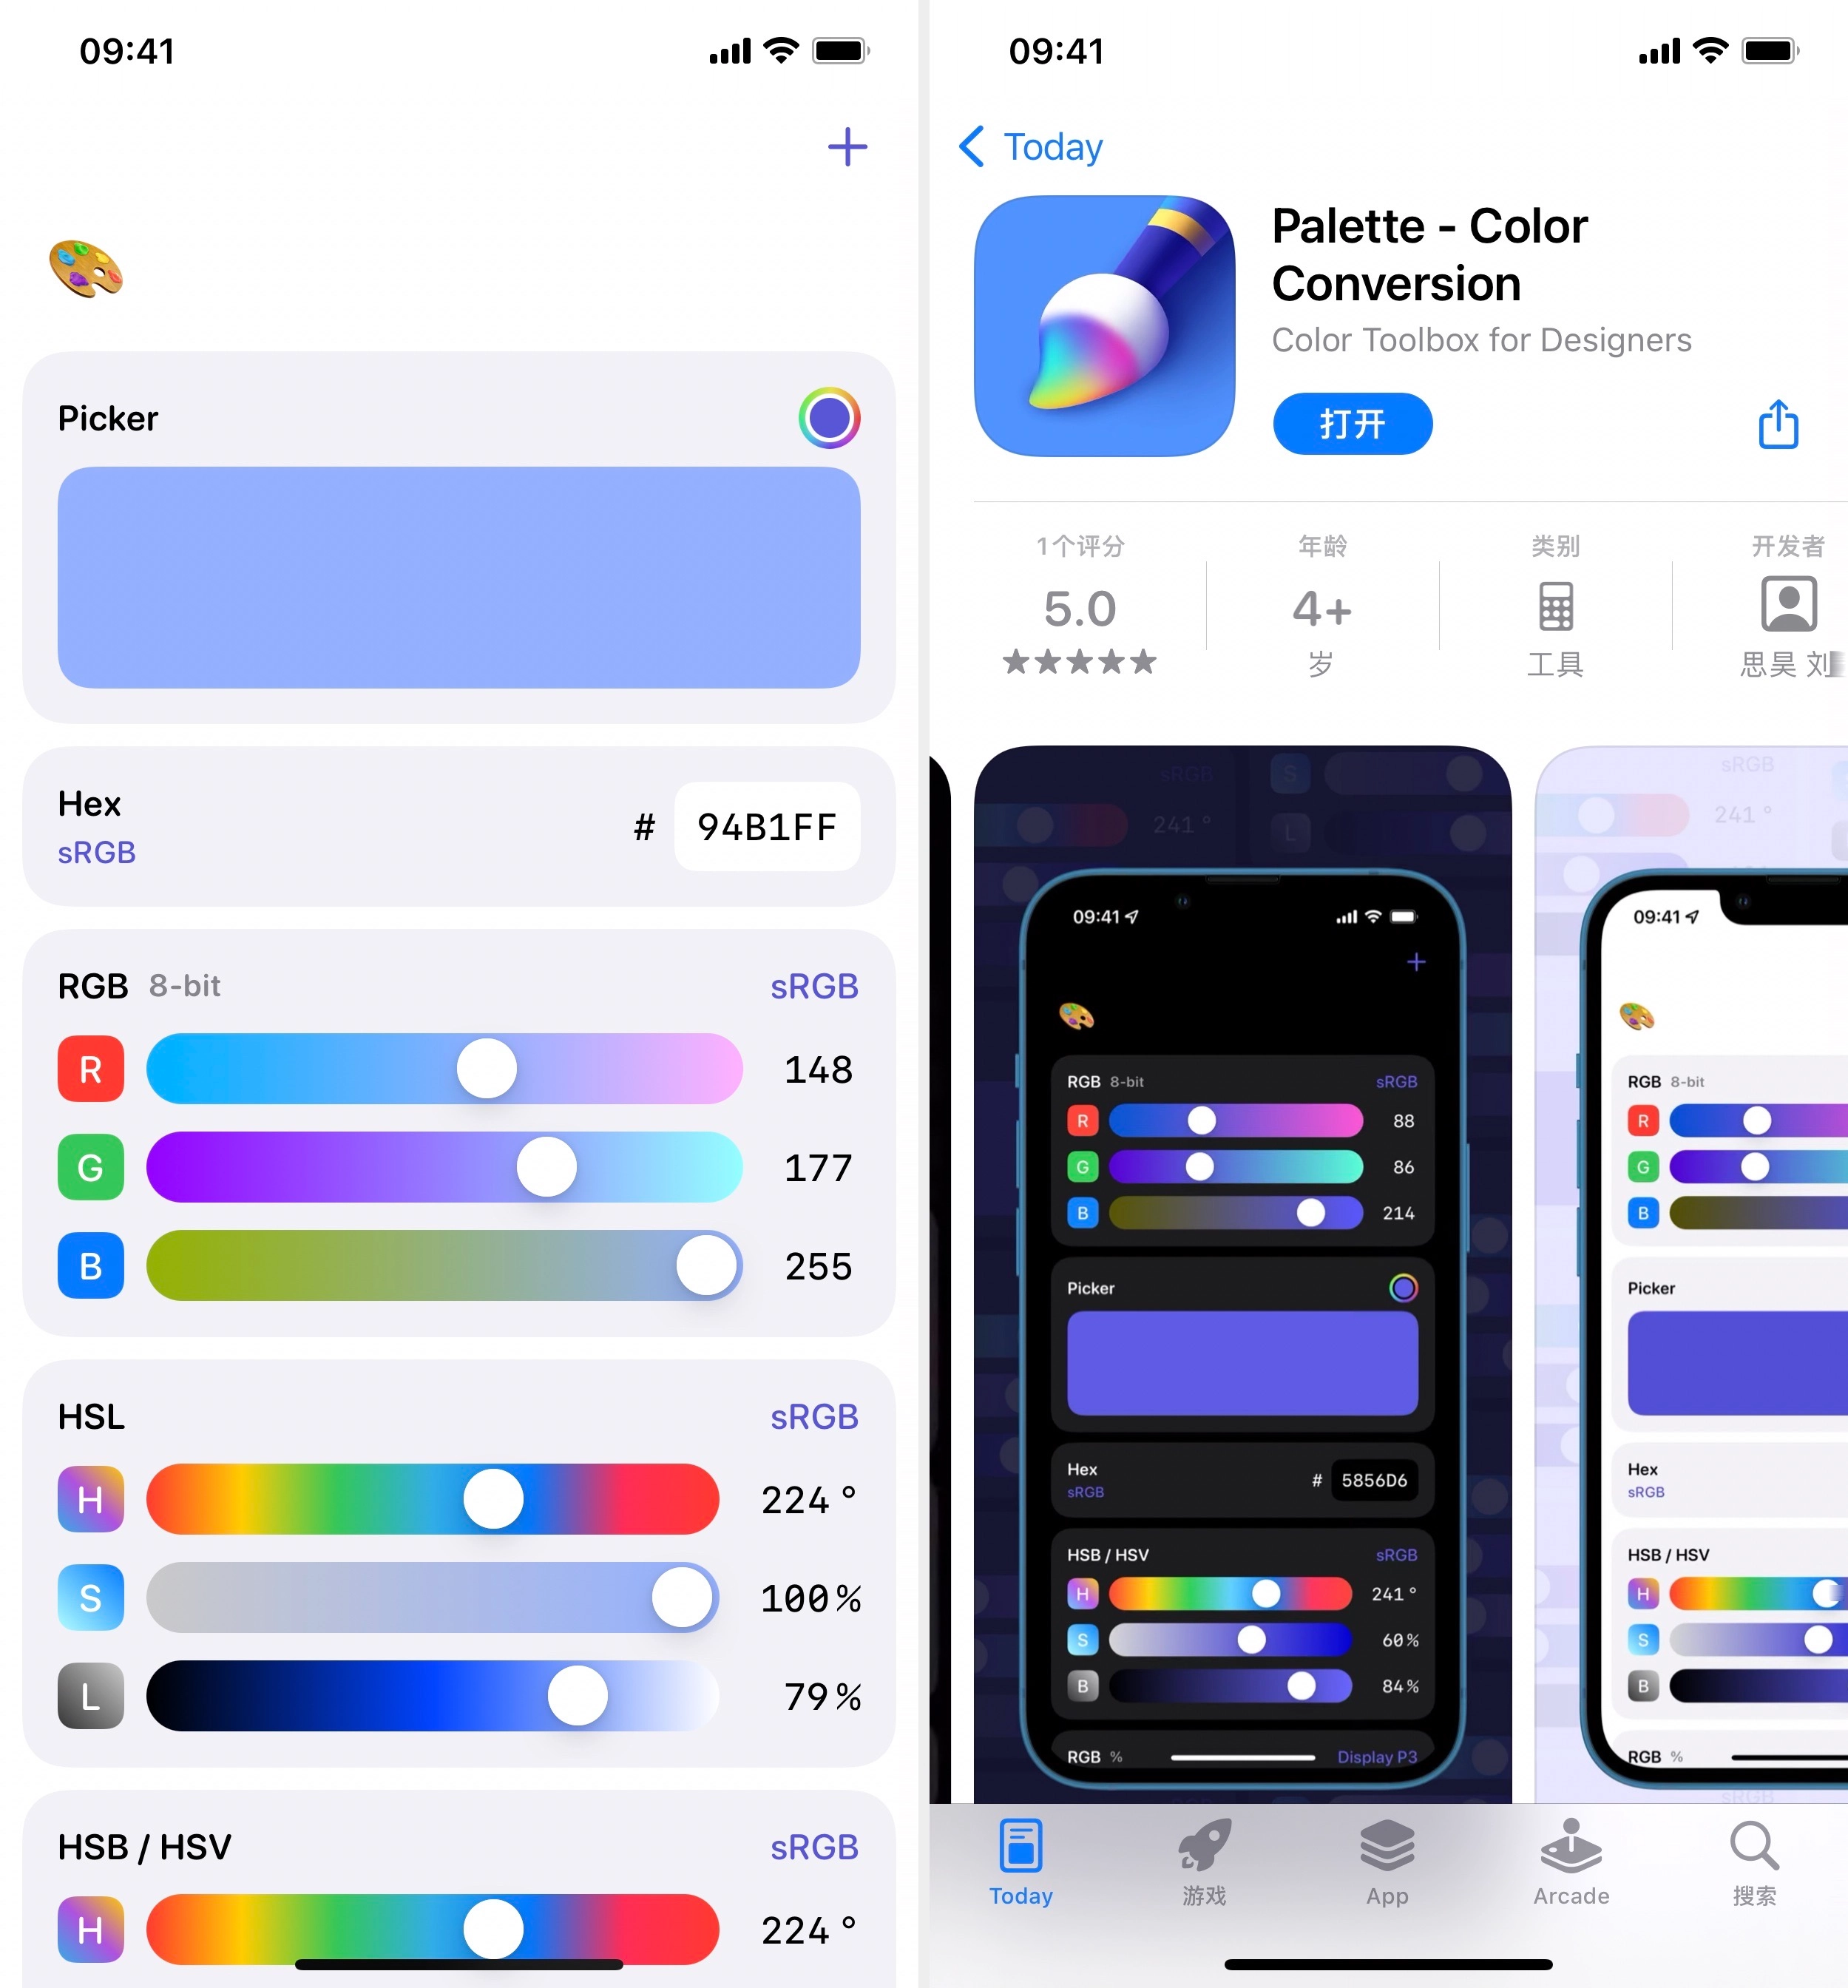 09:41
Picker
Hex
sRGB
# 94B1FF
RGB 8-bit sRGB
R 148
G 177
B 255
HSL sRGB
H 224 °
S 100 %
L 79 %
HSB / HSV sRGB
H 224 °
09:41
Today
Palette - Color
Conversion
Color Toolbox for Designers
打开
1个评分 年龄 类别 开发者
5.0 4+
岁 工具 思昊 刘
sRGB S
241 °
L
09:41
RGB 8-bit sRGB
R 88
G 86
B 214
Picker
Hex
sRGB
# 5856D6
HSB / HSV sRGB
H 241 °
S 60 %
B 84 %
RGB % Display P3
sRGB
241 °
09:41
RGB 8-bit
R
G
B
Picker
Hex
sRGB
HSB / HSV
H
S
B
RGB %
Today 游戏 App Arcade 搜索